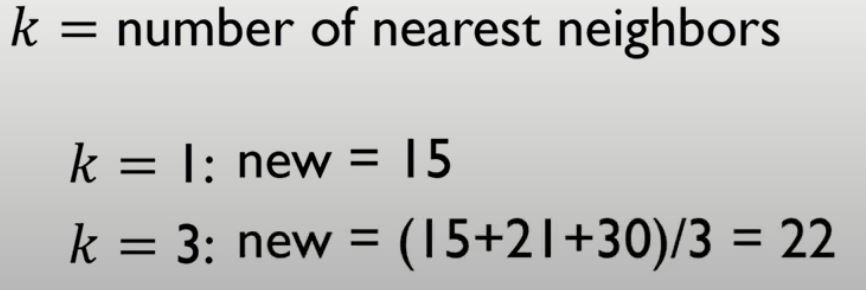 k = number of nearest neighbors
k = 1: new = 15
k = 3: new = (15+21+30)/3 = 22